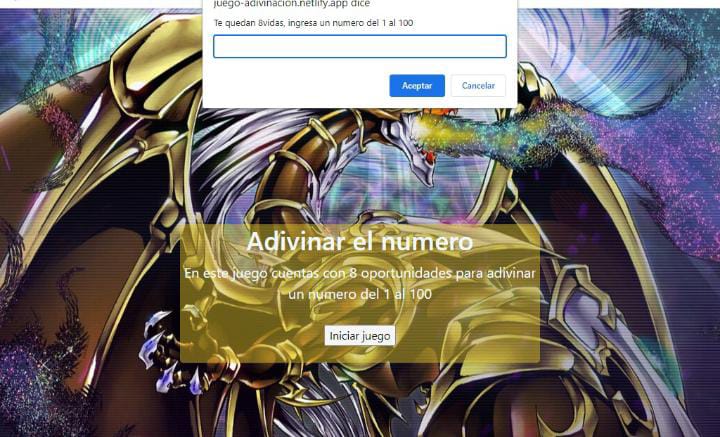 juego-adivinacion.netlify.app dice
Te quedan 8vidas, ingresa un numero del 1 al 100
Aceptar
Cancelar
Adivinar el numero
En este juego cuentas con 8 oportunidades para adivinar
un numero del 1 al 100
Iniciar juego